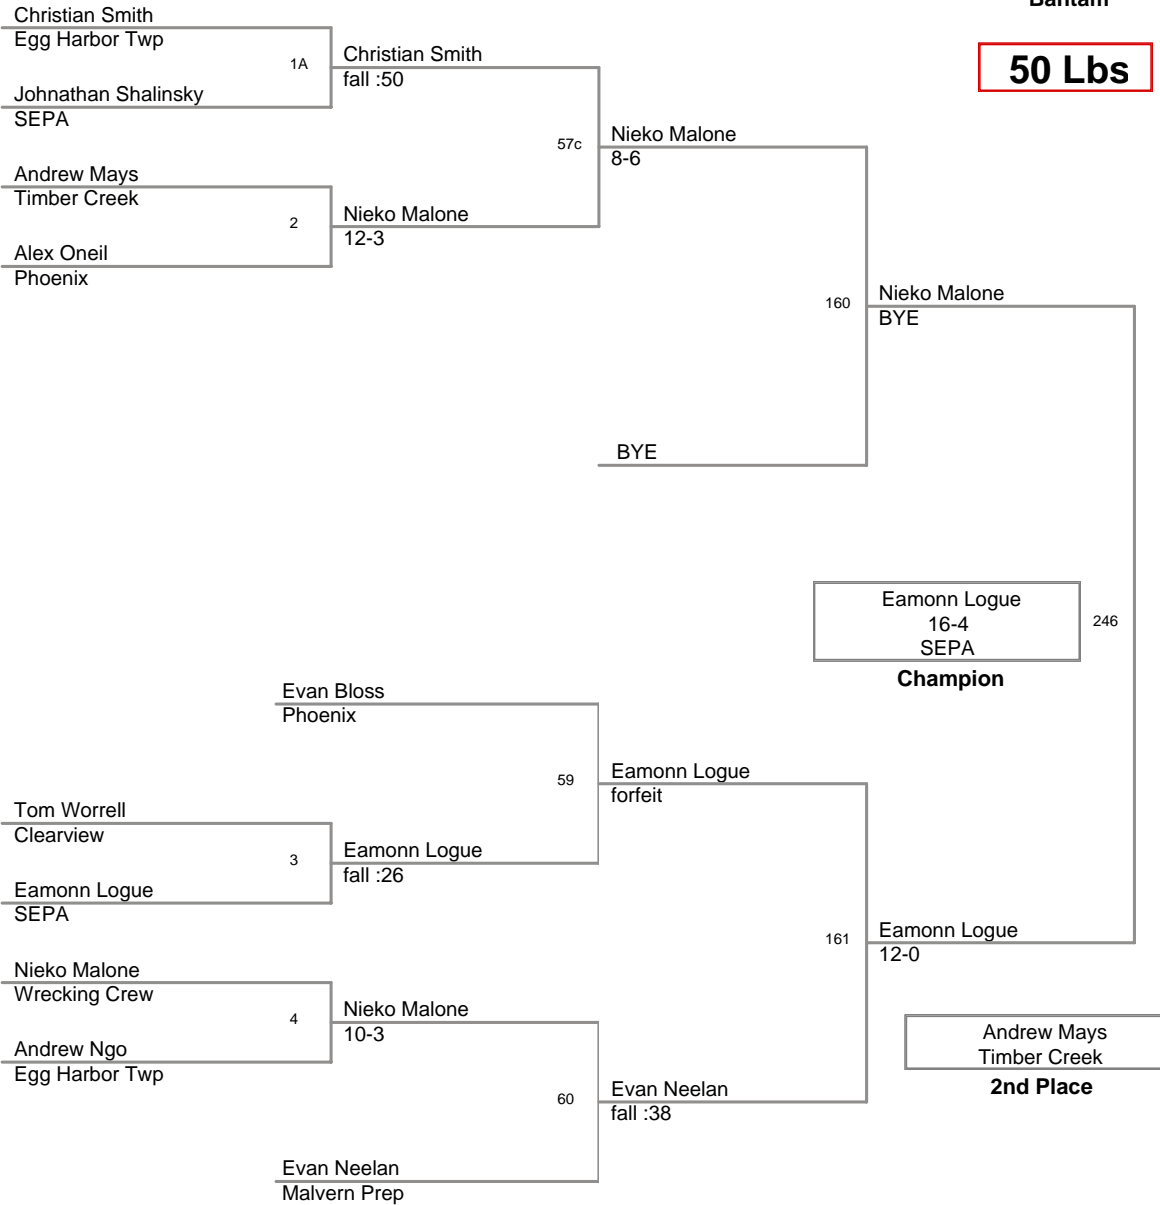 Bantam
50 Lbs
Christian Smith
Egg Harbor Twp
1A
Johnathan Shalinsky
SEPA
Christian Smith
fall :50
Andrew Mays
Timber Creek
2
Alex Oneil
Phoenix
Nieko Malone
12-3
57c
Nieko Malone
8-6
160
BYE
Nieko Malone
BYE
Eamonn Logue
16-4
SEPA
Champion
246
Evan Bloss
Phoenix
59
Tom Worrell
Clearview
3
Eamonn Logue
SEPA
Eamonn Logue
fall :26
Eamonn Logue
forfeit
161
Eamonn Logue
12-0
Nieko Malone
Wrecking Crew
4
Andrew Ngo
Egg Harbor Twp
Nieko Malone
10-3
60
Evan Neelan
fall :38
Evan Neelan
Malvern Prep
Andrew Mays
Timber Creek
2nd Place